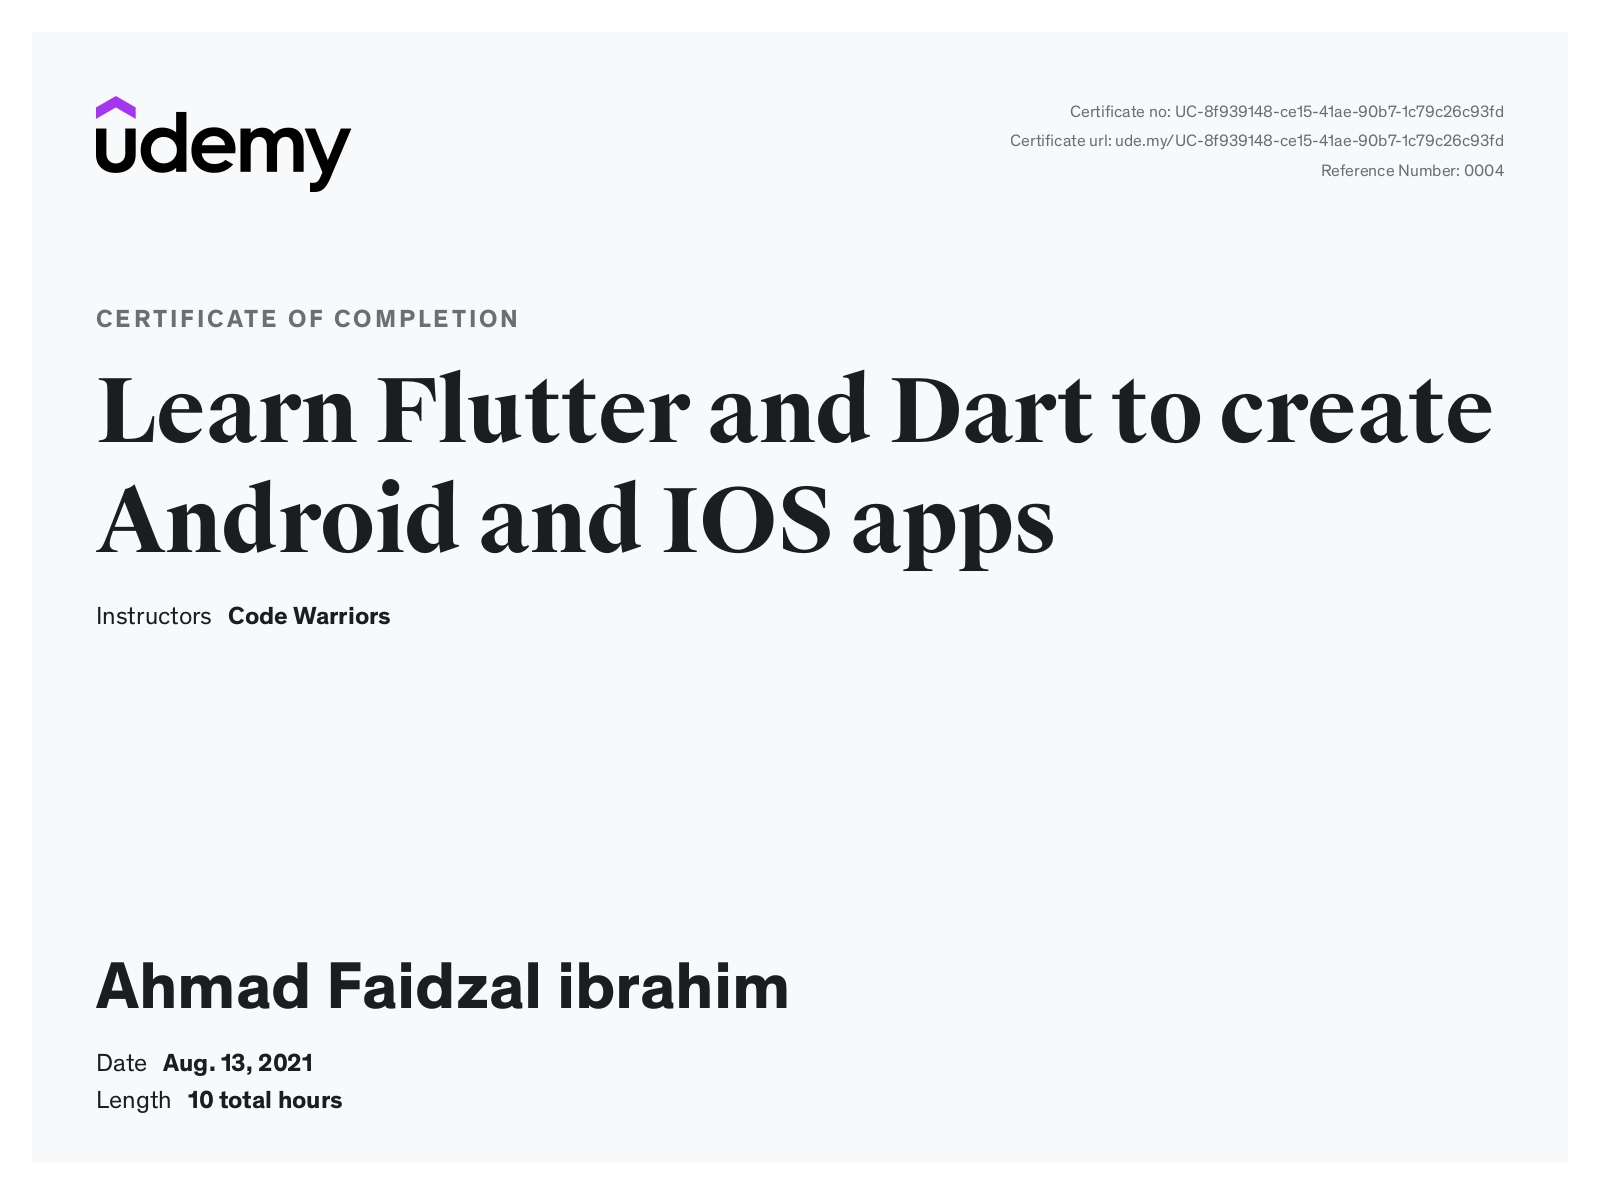 udemy
Certificate no: UC-8f939148-ce15-41ae-90b7-1c79c26c93fd
Certificate url: ude.my/UC-8f939148-ce15-41ae-90b7-1c79c26c93fd
Reference Number: 0004
CERTIFICATE OF COMPLETION
Learn Flutter and Dart to create
Android and IOS apps
Instructors Code Warriors
Ahmad Faidzal ibrahim
Date Aug. 13, 2021
Length 10 total hours